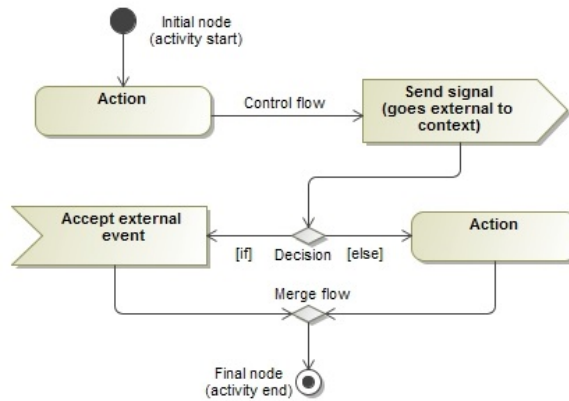 Initial node
(activity start)
Action
Control flow
Send signal
(goes external to
context)
Accept external
event
[if]
Decision
[else]
Action
Merge flow
Final node
(activity end)